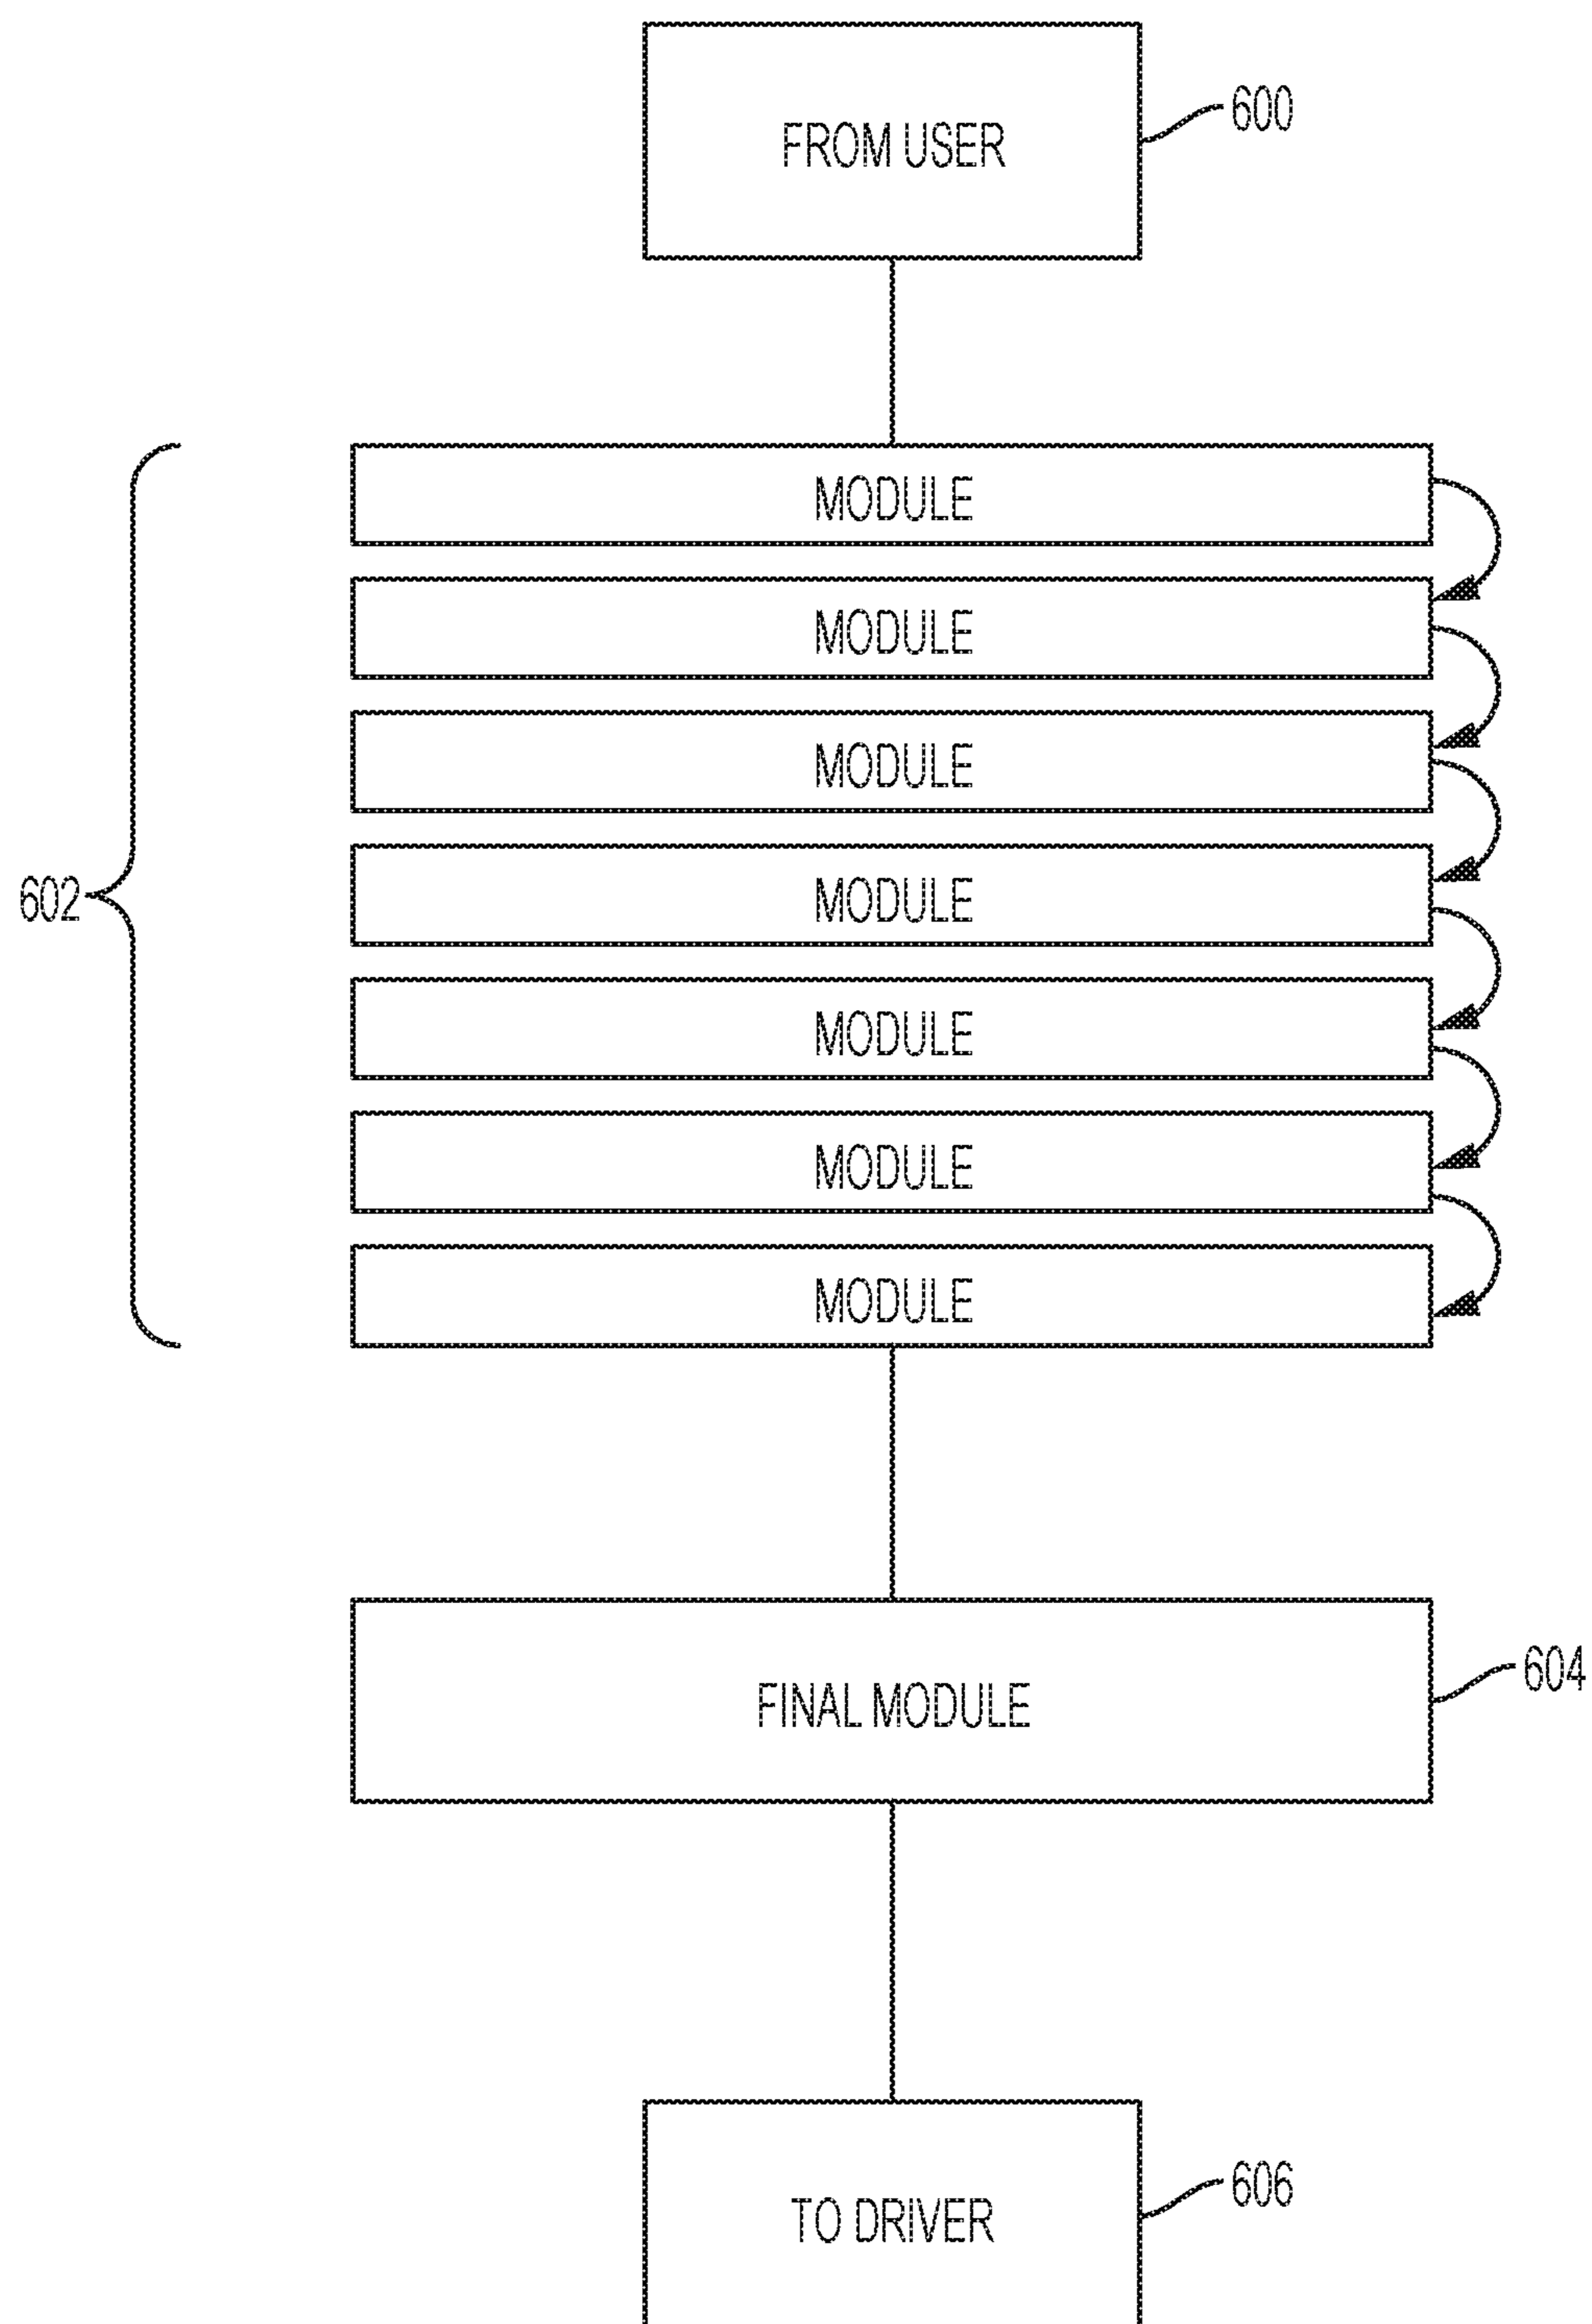 FROM USER
600
MODULE
MODULE
MODULE
602
MODULE
MODULE
MODULE
MODULE
FINAL MODULE
604
TO DRIVER
606